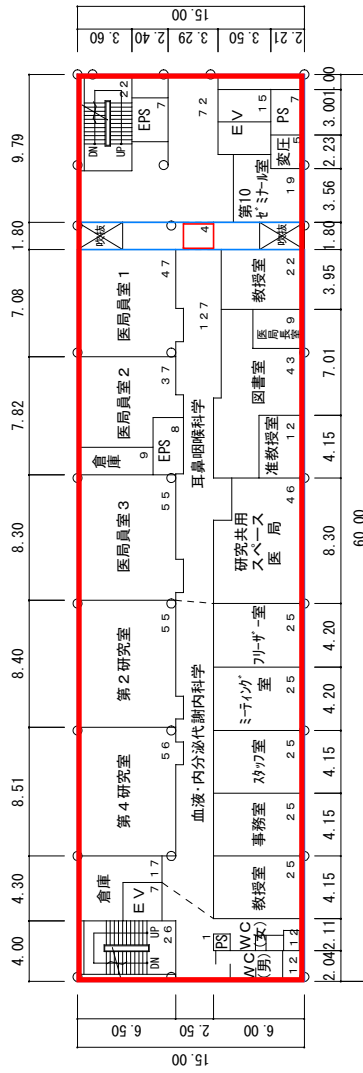 15.00
3.60
2.40
3.29
3.50
2.21
9.79
1.80
7.08
7.82
8.30
8.40
8.51
4.30
4.00
DN
UP
22
EPS
7
72
EV
15
PS
7
変圧
5
第10
ゼミナール室
19
吹抜
4
吹抜
医局員室1
47
127
教授室
22
医局
長室
9
医局員室2
37
耳鼻咽喉科学
図書室
43
倉庫
9
EPS
8
准教授室
12
医局員室3
55
研究共用
スペース
医局
46
第2研究室
55
フリーザー室
25
ミーティング
室
25
血液・内分泌代謝内科学
第4研究室
56
スタッフ室
25
事務室
25
教授室
25
倉庫
17
EV
7
DN
UP
26
PS
1
WC
(男)
12
WC
(女)
12
1.00
3.00
2.23
3.56
1.80
3.95
7.01
4.15
8.30
4.20
4.20
4.15
4.15
4.15
2.11
2.04
60.00
6.50
2.50
6.00
15.00